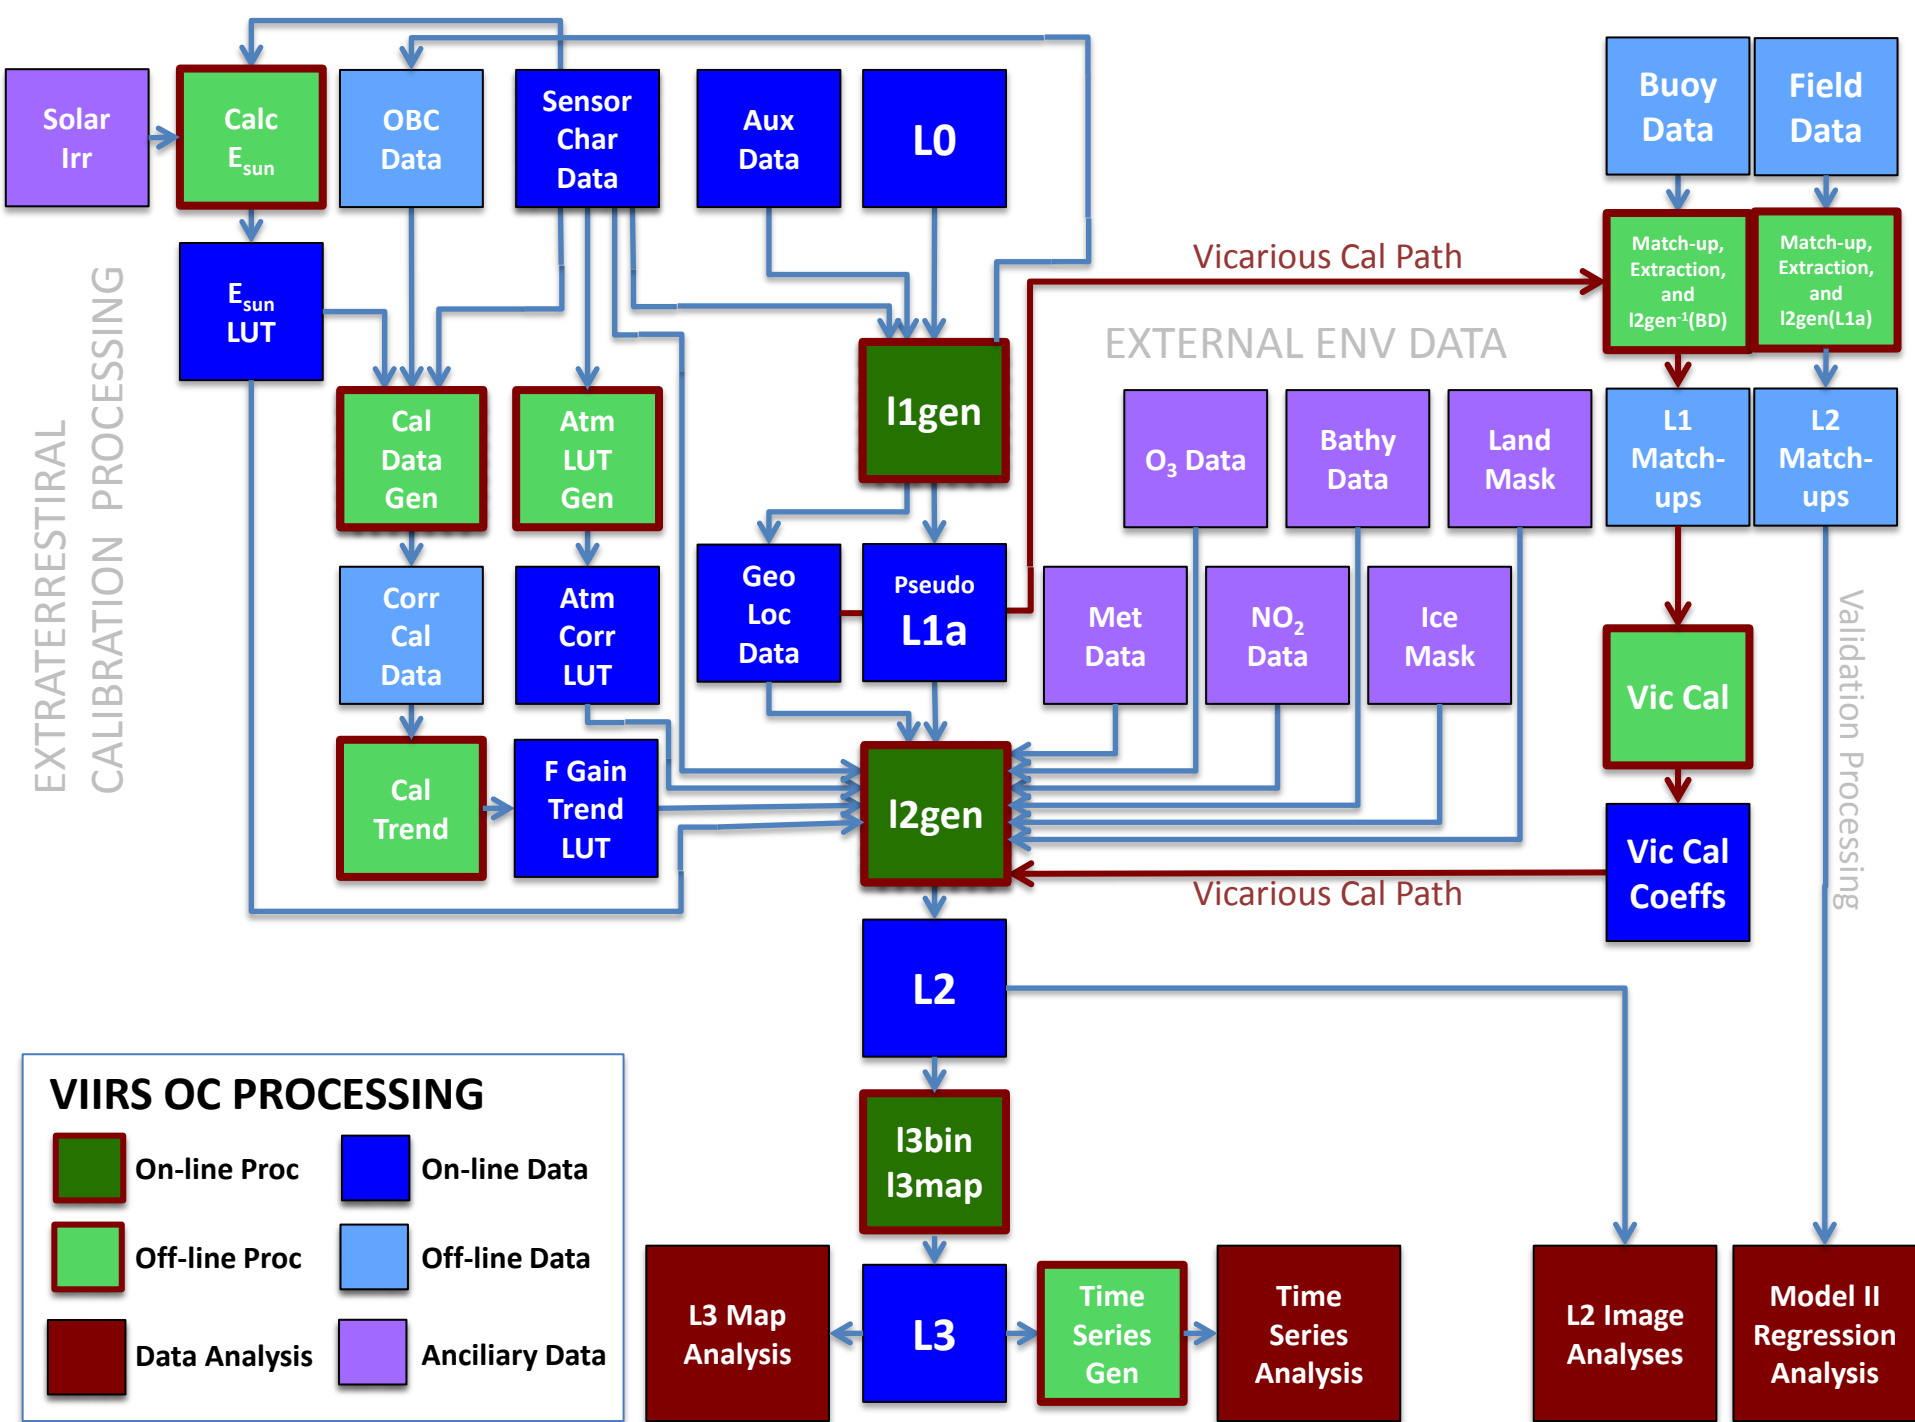 Solar
Irr
Calc
E_sun
OBC
Data
Sensor
Char
Data
Aux
Data
L0
Buoy
Data
Field
Data
E_sun
LUT
Vicarious Cal Path
Match-up,
Extraction,
and
l2gen⁻¹(BD)
Match-up,
Extraction,
and
l2gen(L1a)
EXTERNAL ENV DATA
EXTRATERRESTIRAL
CALIBRATION PROCESSING
Cal
Data
Gen
Atm
LUT
Gen
l1gen
O₃ Data
Bathy
Data
Land
Mask
L1
Match-
ups
L2
Match-
ups
Corr
Cal
Data
Atm
Corr
LUT
Geo
Loc
Data
Pseudo
L1a
Met
Data
NO₂
Data
Ice
Mask
Vic Cal
Validation Processing
Cal
Trend
F Gain
Trend
LUT
l2gen
Vic Cal
Coeffs
Vicarious Cal Path
L2
VIIRS OC PROCESSING
On-line Proc
On-line Data
Off-line Proc
Off-line Data
Data Analysis
Anciliary Data
l3bin
l3map
L3 Map
Analysis
L3
Time
Series
Gen
Time
Series
Analysis
L2 Image
Analyses
Model II
Regression
Analysis